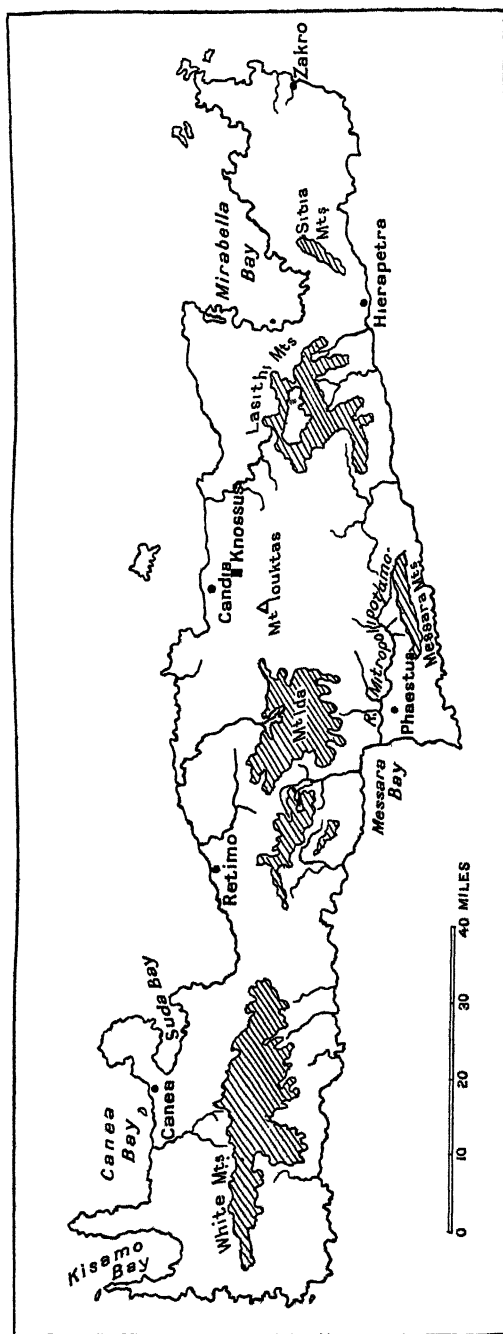 Kisamo
Bay
Canea
Bay
Canea
Suda Bay
White Mts.
Retimo
Mt Ida
Candia
Knossus
Mt Iouktas
Messara
Bay
Phaestus
R. Mitropolipotamo
Messara
Mts.
Lasithi Mts
Mirabella
Bay
Hierapetra
Sitia
Mts
Zakro
0 10 20 30 40 MILES